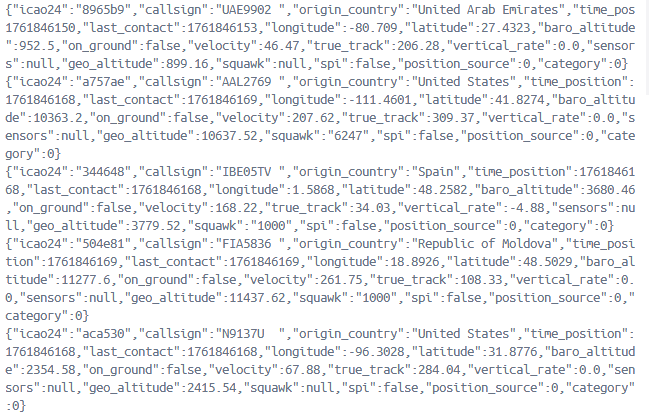 {"icao24":"8965b9","callsign":"UAE9902 ","origin_country":"United Arab Emirates","time_pos
1761846150,"last_contact":1761846153,"longitude":-80.709,"latitude":27.4323,"baro_altitude
":952.5,"on_ground":false,"velocity":46.47,"true_track":206.28,"vertical_rate":0.0,"sensor
s":null,"geo_altitude":899.16,"squawk":null,"spi":false,"position_source":0,"category":0}
{"icao24":"a757ae","callsign":"AAL2769 ","origin_country":"United States","time_position":
1761846168,"last_contact":1761846169,"longitude":-111.4601,"latitude":41.8274,"baro_altitu
de":10363.2,"on_ground":false,"velocity":207.62,"true_track":309.37,"vertical_rate":0.0,"s
ensors":null,"geo_altitude":10637.52,"squawk":"6247","spi":false,"position_source":0,"cate
gory":0}
{"icao24":"344648","callsign":"IBE05TV ","origin_country":"Spain","time_position":17618461
68,"last_contact":1761846168,"longitude":1.5868,"latitude":48.2582,"baro_altitude":3680.46
,"on_ground":false,"velocity":168.22,"true_track":34.03,"vertical_rate":-4.88,"sensors":nu
ll,"geo_altitude":3779.52,"squawk":"1000","spi":false,"position_source":0,"category":0}
{"icao24":"504e81","callsign":"FIA5836 ","origin_country":"Republic of Moldova","time_posi
tion":1761846169,"last_contact":1761846169,"longitude":18.8926,"latitude":48.5029,"baro_al
titude":11277.6,"on_ground":false,"velocity":261.75,"true_track":108.33,"vertical_rate":0.
0,"sensors":null,"geo_altitude":11437.62,"squawk":"1000","spi":false,"position_source":0,"
category":0}
{"icao24":"aca530","callsign":"N9137U  ","origin_country":"United States","time_position":
1761846168,"last_contact":1761846168,"longitude":-96.3028,"latitude":31.8776,"baro_altitud
e":2354.58,"on_ground":false,"velocity":67.88,"true_track":284.04,"vertical_rate":0.0,"sen
sors":null,"geo_altitude":2415.54,"squawk":null,"spi":false,"position_source":0,"category"
:0}